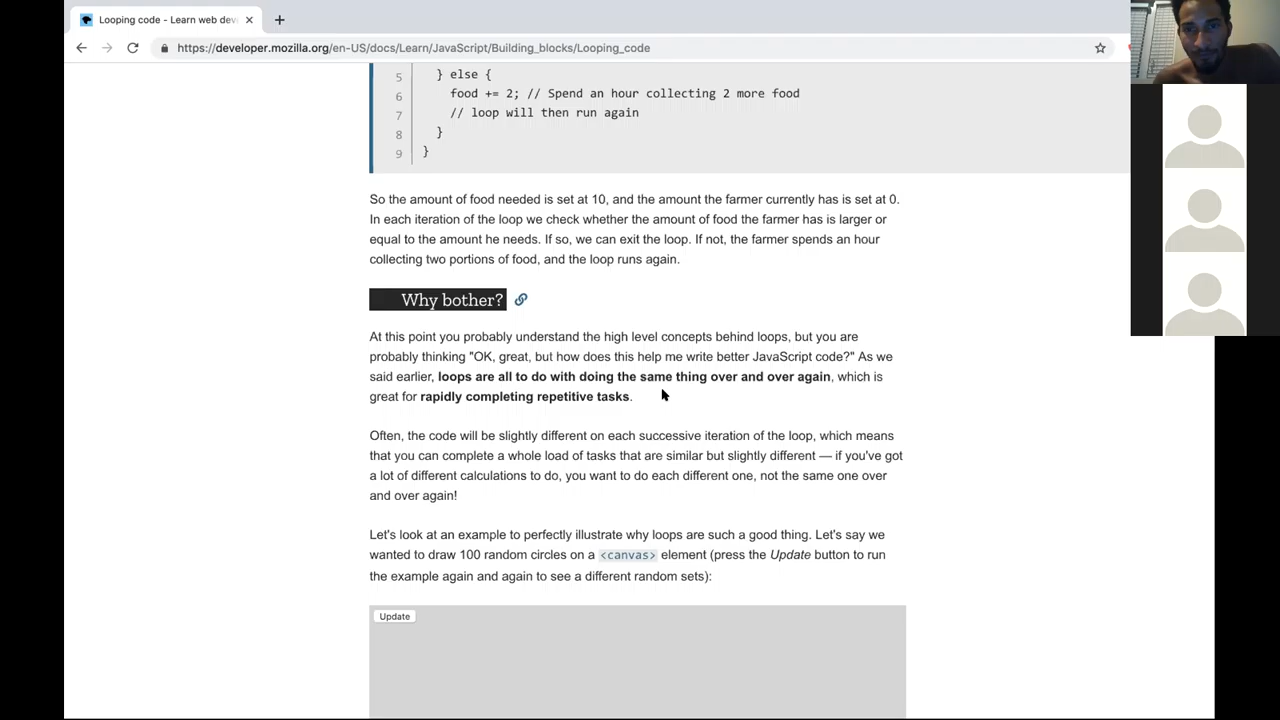 Looping code - Learn web dev
https://developer.mozilla.org/en-US/docs/Learn/JavaScript/Building_blocks/Looping_code
5 } else {
6 food += 2; // Spend an hour collecting 2 more food
7 // loop will then run again
8 }
9 }
So the amount of food needed is set at 10, and the amount the farmer currently has is set at 0.
In each iteration of the loop we check whether the amount of food the farmer has is larger or
equal to the amount he needs. If so, we can exit the loop. If not, the farmer spends an hour
collecting two portions of food, and the loop runs again.
Why bother?
At this point you probably understand the high level concepts behind loops, but you are
probably thinking "OK, great, but how does this help me write better JavaScript code?" As we
said earlier, loops are all to do with doing the same thing over and over again, which is
great for rapidly completing repetitive tasks.
Often, the code will be slightly different on each successive iteration of the loop, which means
that you can complete a whole load of tasks that are similar but slightly different — if you've got
a lot of different calculations to do, you want to do each different one, not the same one over
and over again!
Let's look at an example to perfectly illustrate why loops are such a good thing. Let's say we
wanted to draw 100 random circles on a <canvas> element (press the Update button to run
the example again and again to see a different random sets):
Update